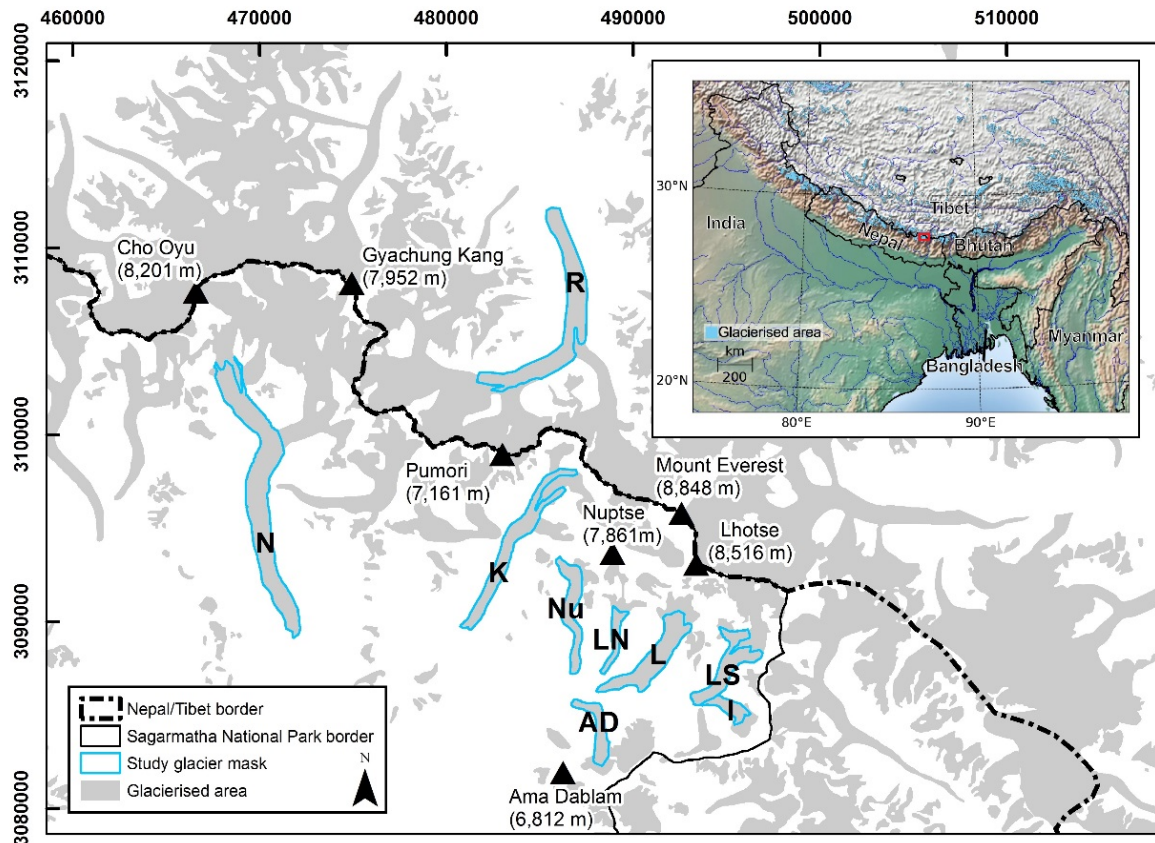 460000
470000
480000
490000
500000
510000
3120000
3110000
3100000
3090000
3080000
Cho Oyu
(8,201 m)
Gyachung Kang
(7,952 m)
R
Pumori
(7,161 m)
Mount Everest
(8,848 m)
Nuptse
(7,861m)
Lhotse
(8,516 m)
N
K
Nu
LN
L
LS
I
AD
Ama Dablam
(6,812 m)
30°N
20°N
80°E
90°E
India
Nepal
Tibet
Bhutan
Myanmar
Bangladesh
Glacierised area
km
200
Nepal/Tibet border
Sagarmatha National Park border
Study glacier mask
Glacierised area
N